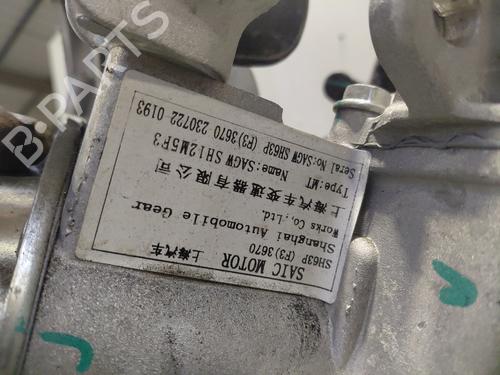 SAIC MOTOR 上海汽车
SH63P (F3)3670
Shanghai Automobile Gear
Works Co., Ltd.
上海汽车变速器有限公司
Type:MT Name:SAGW SH12M5F3
Serial No:SAGW SH63P (F3)3670 230722 0193
B-PARTS